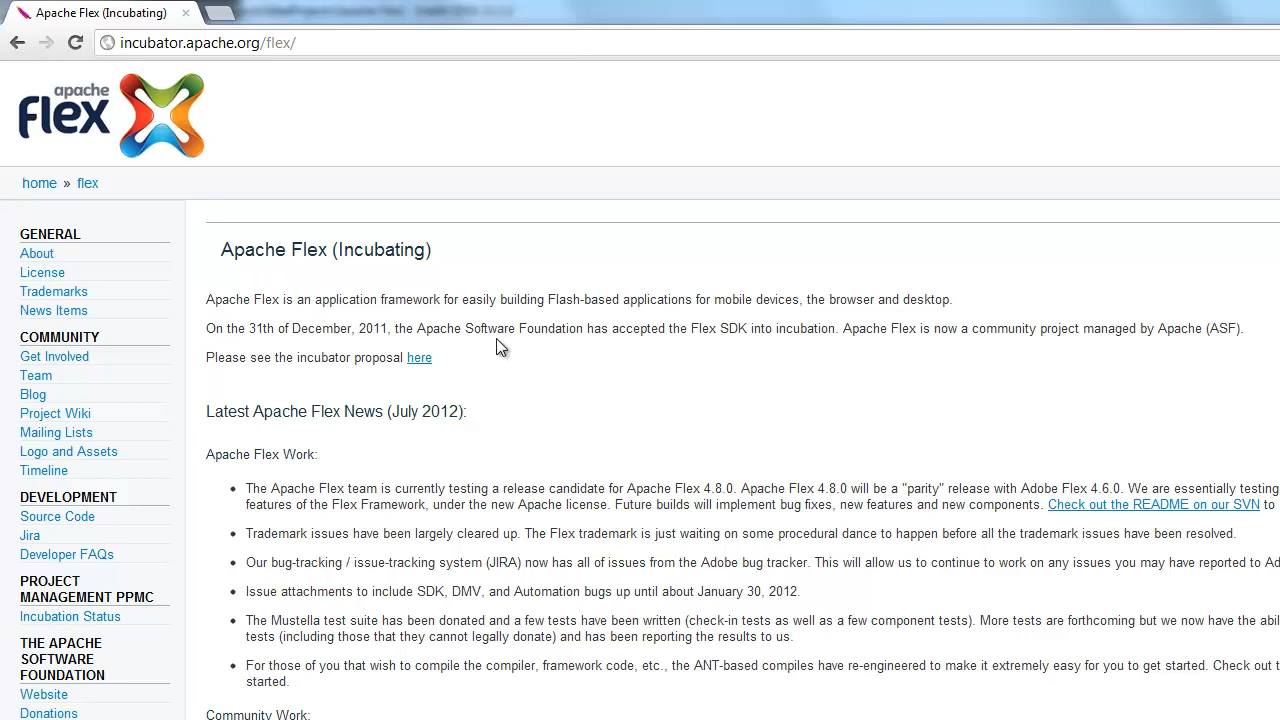 Apache Flex (Incubating)
incubator.apache.org/flex/
apache
flex
home » flex
GENERAL
About
License
Trademarks
News Items
COMMUNITY
Get Involved
Team
Blog
Project Wiki
Mailing Lists
Logo and Assets
Timeline
DEVELOPMENT
Source Code
Jira
Developer FAQs
PROJECT
MANAGEMENT PPMC
Incubation Status
THE APACHE
SOFTWARE
FOUNDATION
Website
Donations
Apache Flex (Incubating)
Apache Flex is an application framework for easily building Flash-based applications for mobile devices, the browser and desktop.
On the 31th of December, 2011, the Apache Software Foundation has accepted the Flex SDK into incubation. Apache Flex is now a community project managed by Apache (ASF).
Please see the incubator proposal here
Latest Apache Flex News (July 2012):
Apache Flex Work:
• The Apache Flex team is currently testing a release candidate for Apache Flex 4.8.0. Apache Flex 4.8.0 will be a "parity" release with Adobe Flex 4.6.0. We are essentially testing
features of the Flex Framework, under the new Apache license. Future builds will implement bug fixes, new features and new components. Check out the README on our SVN to
• Trademark issues have been largely cleared up. The Flex trademark is just waiting on some procedural dance to happen before all the trademark issues have been resolved.
• Our bug-tracking / issue-tracking system (JIRA) now has all of issues from the Adobe bug tracker. This will allow us to continue to work on any issues you may have reported to Ad
• Issue attachments to include SDK, DMV, and Automation bugs up until about January 30, 2012.
• The Mustella test suite has been donated and a few tests have been written (check-in tests as well as a few component tests). More tests are forthcoming but we now have the abil
tests (including those that they cannot legally donate) and has been reporting the results to us.
• For those of you that wish to compile the compiler, framework code, etc., the ANT-based compiles have re-engineered to make it extremely easy for you to get started. Check out t
started.
Community Work: